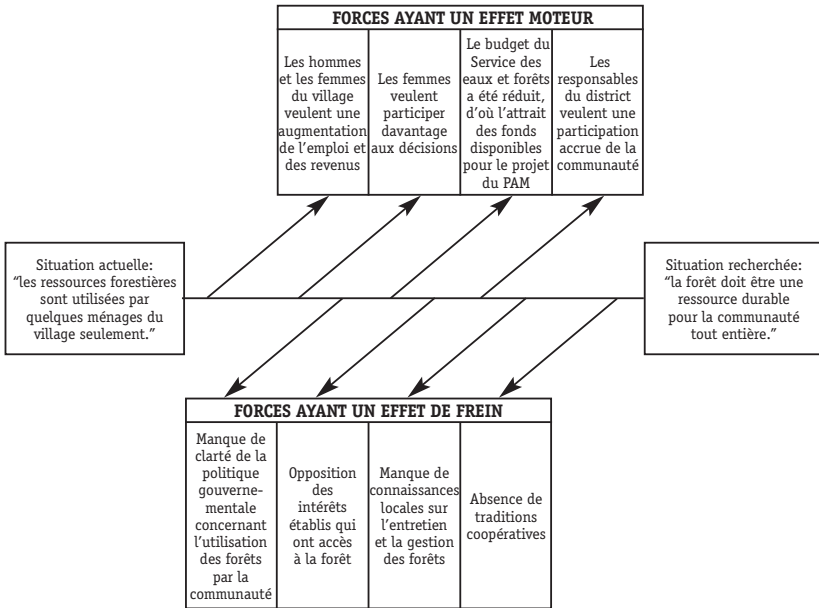 FORCES AYANT UN EFFET MOTEUR
Les hommes
et les femmes
du village
veulent une
augmentation
de l'emploi et
des revenus
Les femmes
veulent
participer
davantage
aux décisions
Le budget du
Service des
eaux et forêts
a été réduit,
d'où l'attrait
des fonds
disponibles
pour le projet
du PAM
Les
responsables
du district
veulent une
participation
accrue de la
communauté
Situation actuelle:
"les ressources forestières
sont utilisées par
quelques ménages du
village seulement."
Situation recherchée:
"la forêt doit être une
ressource durable
pour la communauté
tout entière."
FORCES AYANT UN EFFET DE FREIN
Manque de
clarté de la
politique
gouverne-
mentale
concernant
l'utilisation
des forêts
par la
communauté
Opposition
des
intérêts
établis qui
ont accès
à la forêt
Manque de
connaissances
locales sur
l'entretien
et la gestion
des forêts
Absence de
traditions
coopératives